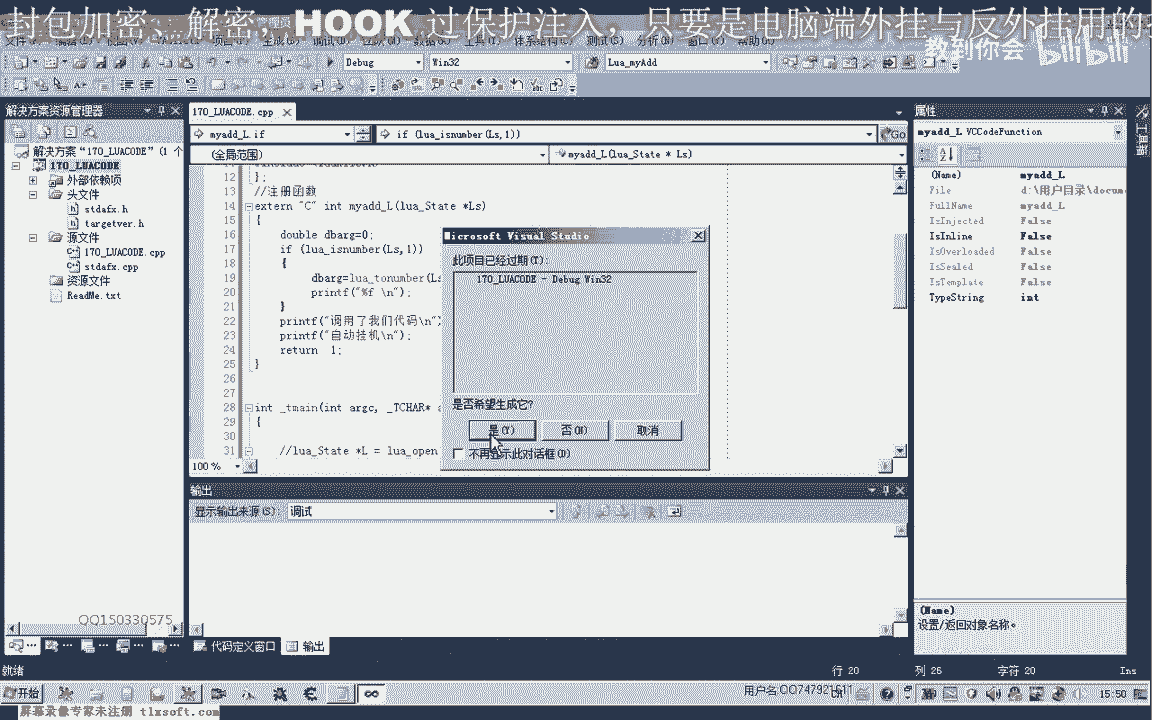 封包加密，解密，HOOK 过保护注入。只要是电脑端外挂与反外挂用的
教到你会 bilibili
Debug Win32 Lua_myAdd
解决方案资源管理器
解决方案“170_LUACODE”(1 个
170_LUACODE
外部依赖项
头文件
stdafx.h
targetver.h
源文件
170_LUACODE.cpp
stdafx.cpp
资源文件
ReadMe.txt
170_LUACODE.cpp
myadd_L.if
if (lua_isnumber(Ls,1))
Go
(全局范围)
myadd_L(lua_State * Ls)
12 };
13 //注册函数
14 extern "C" int myadd_L(lua_State *Ls)
15 {
16 double dbarg=0;
17 if (lua_isnumber(Ls,1))
18 {
19 dbarg=lua_tonumber(Ls
20 printf("%f \n");
21 }
22 printf("调用了我们代码\n")
23 printf("自动挂机\n");
24 return 1;
25 }
26
27
28 int _tmain(int argc, _TCHAR*
29 {
30
31 //lua_State *L = lua_open
100 %
Microsoft Visual Studio
此项目已经过期(T):
170_LUACODE - Debug Win32
是否希望生成它?
是(Y) 否(N) 取消
不再显示此对话框(D)
输出
显示输出来源(S): 调试
代码定义窗口 输出
属性
myadd_L VCCodeFunction
(Name) myadd_L
File d:\用户目录\docum
FullName myadd_L
IsInjected False
IsInline False
IsOverloaded False
IsSealed False
IsTemplate False
TypeString int
(Name)
设置/返回对象名称。
工具箱
QQ150330575
就绪
行 20 列 26 字符 20 Ins
开始
用户名:QQ
15:50
屏幕录像专家未注册 tlxsoft.com